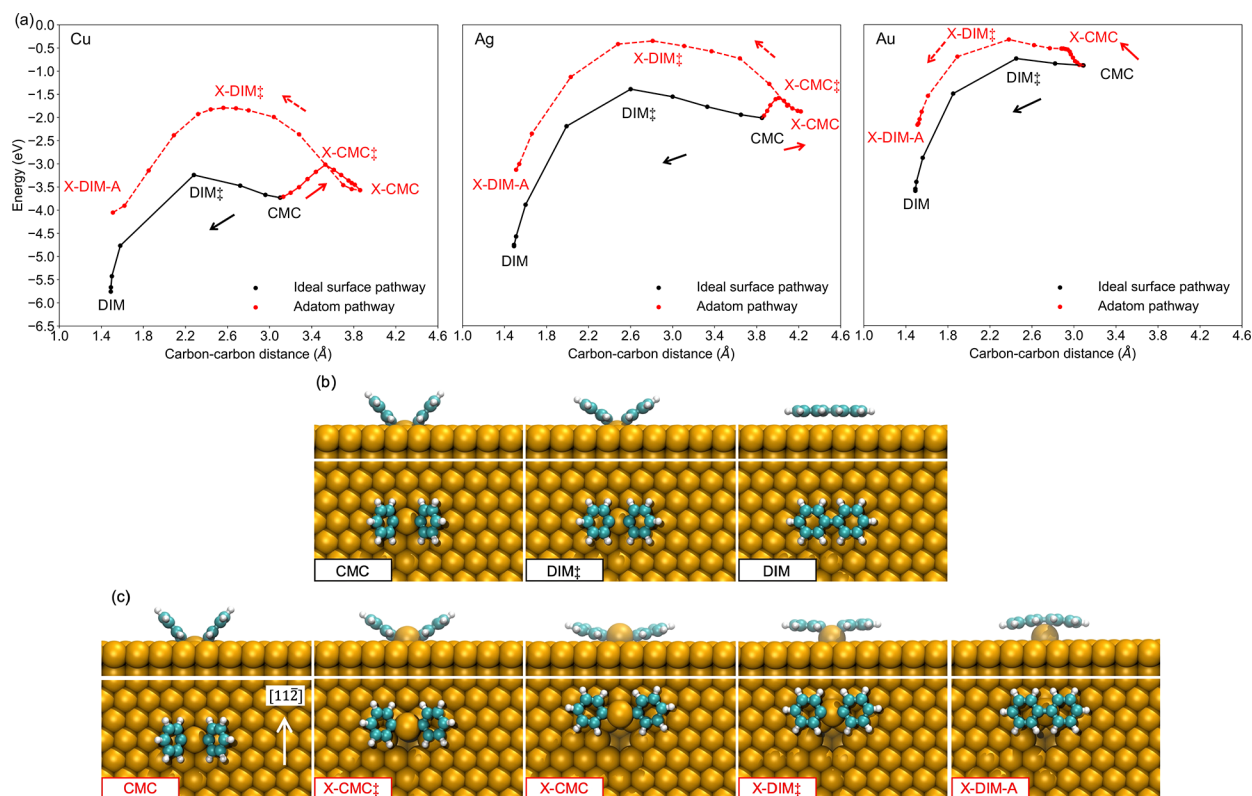 (a)
Cu
Ag
Au
Energy (eV)
0.0
−0.5
−1.0
−1.5
−2.0
−2.5
−3.0
−3.5
−4.0
−4.5
−5.0
−5.5
−6.0
−6.5
X-DIM‡
X-CMC‡
X-CMC
X-DIM-A
DIM‡
CMC
DIM
Ideal surface pathway
Adatom pathway
1.0 1.4 1.8 2.2 2.6 3.0 3.4 3.8 4.2 4.6
Carbon-carbon distance (Å)
X-DIM‡
X-CMC‡
X-CMC
DIM‡
CMC
X-DIM-A
DIM
Ideal surface pathway
Adatom pathway
1.0 1.4 1.8 2.2 2.6 3.0 3.4 3.8 4.2 4.6
Carbon-carbon distance (Å)
X-DIM‡
X-CMC
DIM‡
CMC
X-DIM-A
DIM
Ideal surface pathway
Adatom pathway
1.0 1.4 1.8 2.2 2.6 3.0 3.4 3.8 4.2 4.6
Carbon-carbon distance (Å)
(b)
CMC
DIM‡
DIM
(c)
[112̄]
CMC
X-CMC‡
X-CMC
X-DIM‡
X-DIM-A